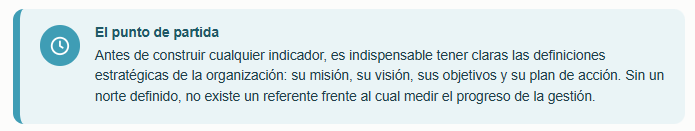 El punto de partida
Antes de construir cualquier indicador, es indispensable tener claras las definiciones
estratégicas de la organización: su misión, su visión, sus objetivos y su plan de acción. Sin un
norte definido, no existe un referente frente al cual medir el progreso de la gestión.